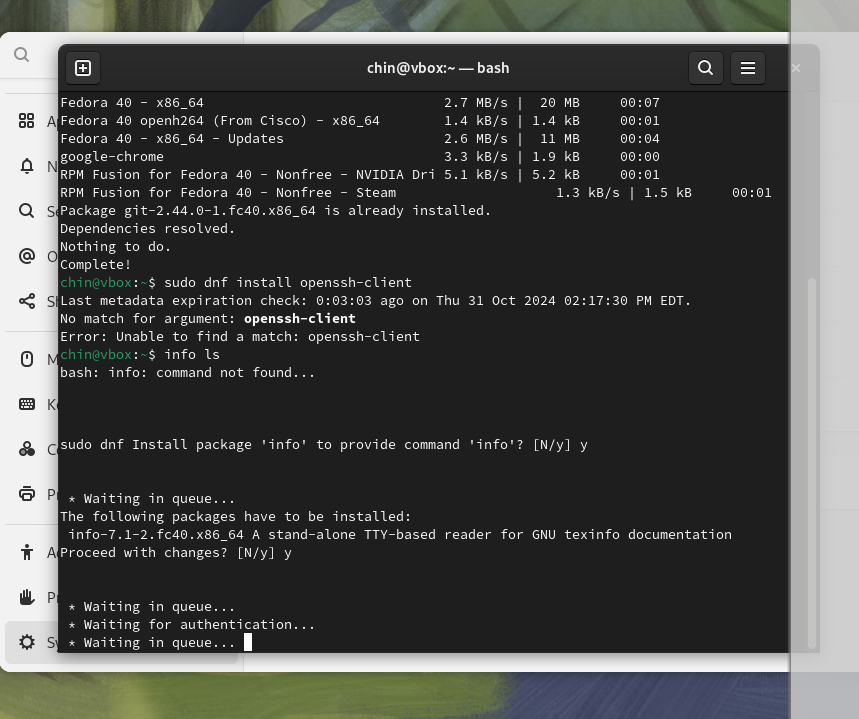 chin@vbox:~ — bash
Fedora 40 - x86_64 2.7 MB/s | 20 MB 00:07
Fedora 40 openh264 (From Cisco) - x86_64 1.4 kB/s | 1.4 kB 00:01
Fedora 40 - x86_64 - Updates 2.6 MB/s | 11 MB 00:04
google-chrome 3.3 kB/s | 1.9 kB 00:00
RPM Fusion for Fedora 40 - Nonfree - NVIDIA Dri 5.1 kB/s | 5.2 kB 00:01
RPM Fusion for Fedora 40 - Nonfree - Steam 1.3 kB/s | 1.5 kB 00:01
Package git-2.44.0-1.fc40.x86_64 is already installed.
Dependencies resolved.
Nothing to do.
Complete!
chin@vbox:~$ sudo dnf install openssh-client
Last metadata expiration check: 0:03:03 ago on Thu 31 Oct 2024 02:17:30 PM EDT.
No match for argument: openssh-client
Error: Unable to find a match: openssh-client
chin@vbox:~$ info ls
bash: info: command not found...
sudo dnf Install package 'info' to provide command 'info'? [N/y] y
* Waiting in queue...
The following packages have to be installed:
info-7.1-2.fc40.x86_64 A stand-alone TTY-based reader for GNU texinfo documentation
Proceed with changes? [N/y] y
* Waiting in queue...
* Waiting for authentication...
* Waiting in queue...